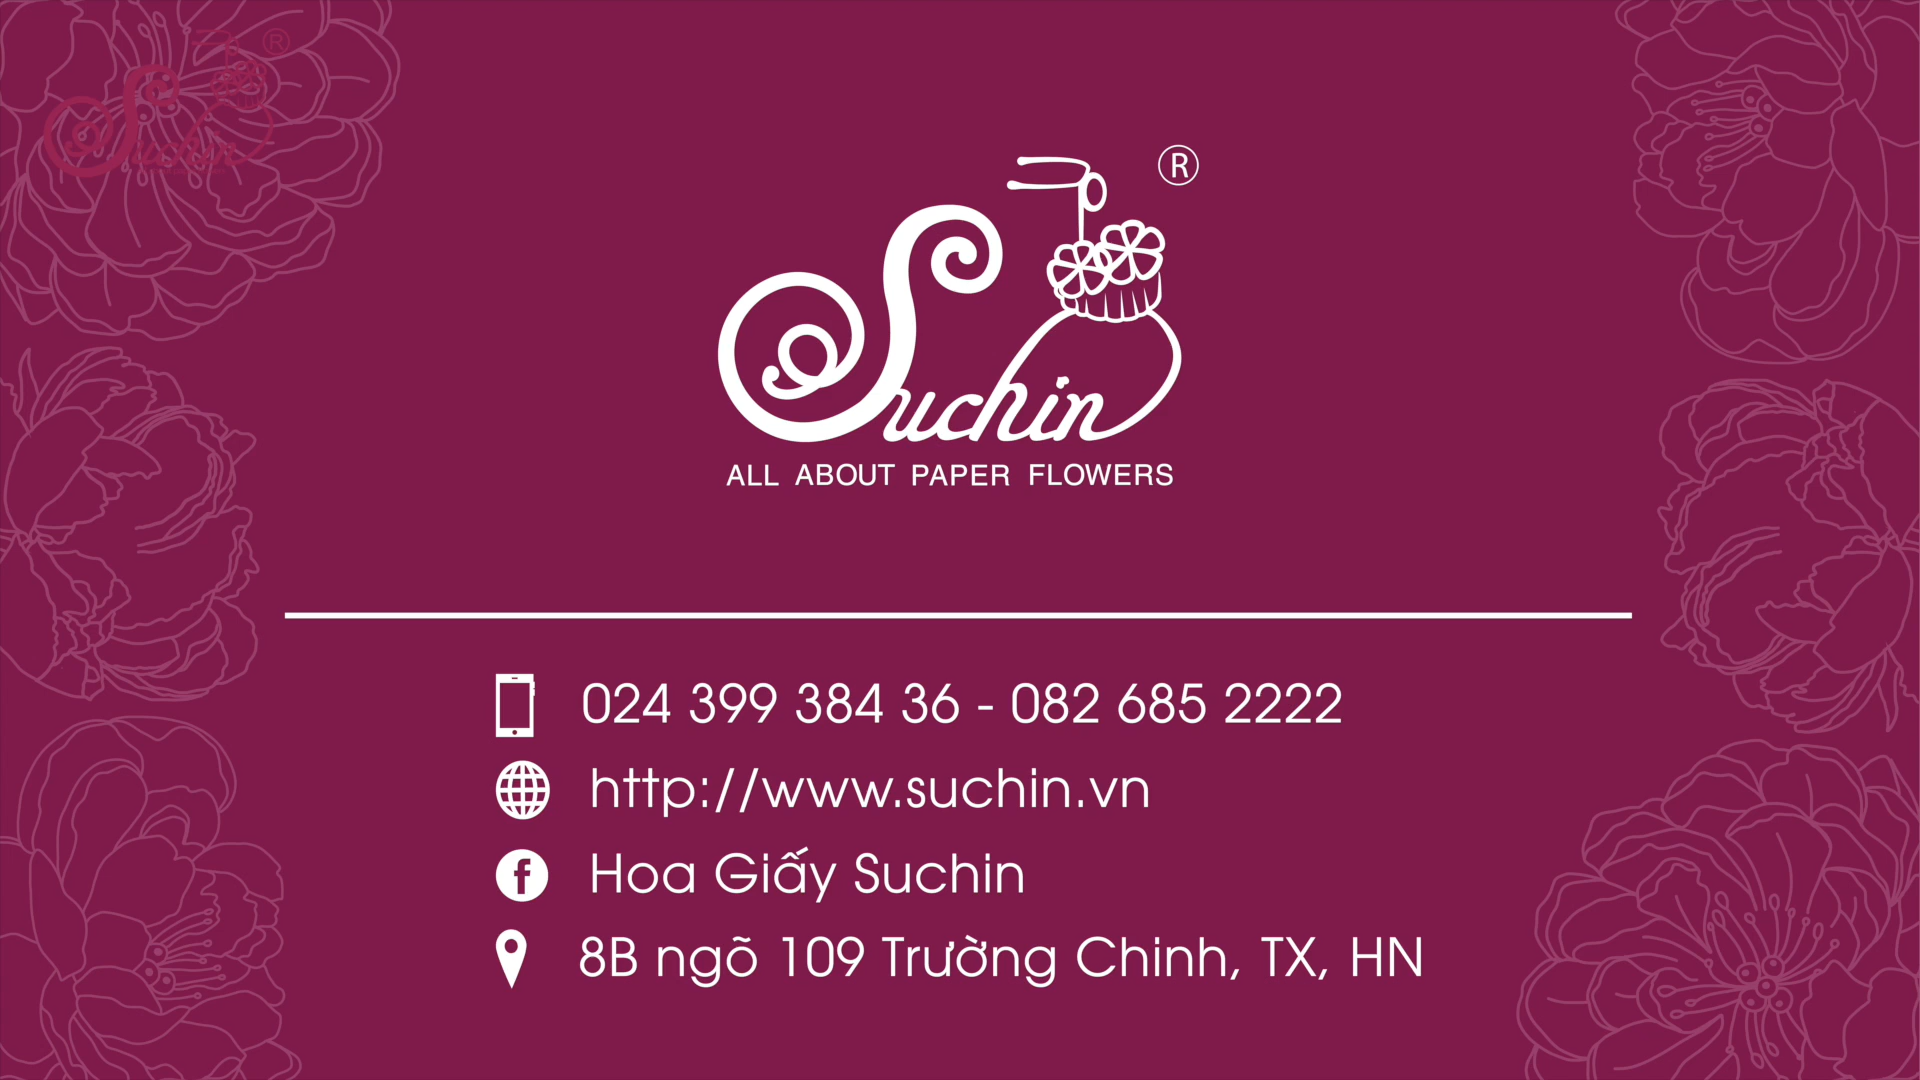 Suchin ®
®
Suchin
ALL ABOUT PAPER FLOWERS
024 399 384 36 - 082 685 2222
http://www.suchin.vn
Hoa Giấy Suchin
8B ngõ 109 Trường Chinh, TX, HN